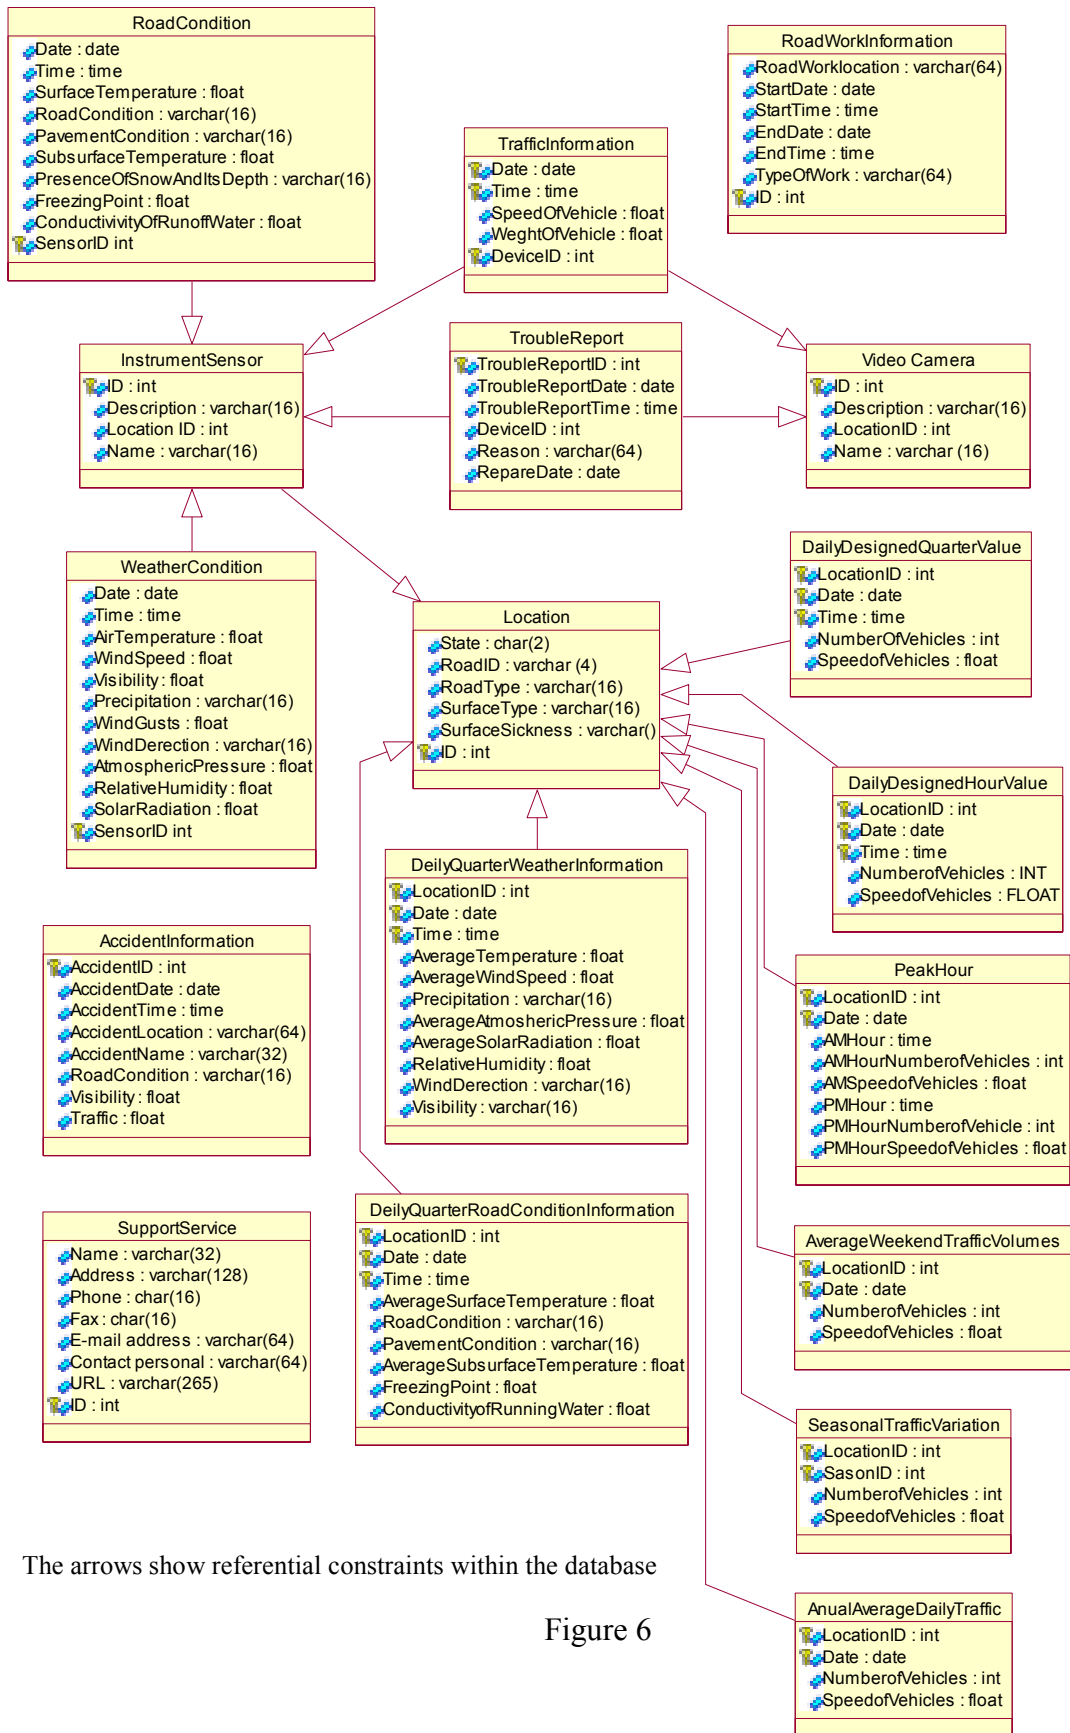 RoadCondition
Date : date
Time : time
SurfaceTemperature : float
RoadCondition : varchar(16)
PavementCondition : varchar(16)
SubsurfaceTemperature : float
PresenceOfSnowAndItsDepth : varchar(16)
FreezingPoint : float
ConductivivityOfRunoffWater : float
SensorID int
RoadWorkInformation
RoadWorklocation : varchar(64)
StartDate : date
StartTime : time
EndDate : date
EndTime : time
TypeOfWork : varchar(64)
ID : int
TrafficInformation
Date : date
Time : time
SpeedOfVehicle : float
WeghtOfVehicle : float
DeviceID : int
InstrumentSensor
ID : int
Description : varchar(16)
Location ID : int
Name : varchar(16)
TroubleReport
TroubleReportID : int
TroubleReportDate : date
TroubleReportTime : time
DeviceID : int
Reason : varchar(64)
RepareDate : date
Video Camera
ID : int
Description : varchar(16)
LocationID : int
Name : varchar (16)
WeatherCondition
Date : date
Time : time
AirTemperature : float
WindSpeed : float
Visibility : float
Precipitation : varchar(16)
WindGusts : float
WindDerection : varchar(16)
AtmosphericPressure : float
RelativeHumidity : float
SolarRadiation : float
SensorID int
Location
State : char(2)
RoadID : varchar (4)
RoadType : varchar(16)
SurfaceType : varchar(16)
SurfaceSickness : varchar()
ID : int
DailyDesignedQuarterValue
LocationID : int
Date : date
Time : time
NumberOfVehicles : int
SpeedofVehicles : float
DailyDesignedHourValue
LocationID : int
Date : date
Time : time
NumberofVehicles : INT
SpeedofVehicles : FLOAT
DeilyQuarterWeatherInformation
LocationID : int
Date : date
Time : time
AverageTemperature : float
AverageWindSpeed : float
Precipitation : varchar(16)
AverageAtmoshericPressure : float
AverageSolarRadiation : float
RelativeHumidity : float
WindDerection : varchar(16)
Visibility : varchar(16)
AccidentInformation
AccidentID : int
AccidentDate : date
AccidentTime : time
AccidentLocation : varchar(64)
AccidentName : varchar(32)
RoadCondition : varchar(16)
Visibility : float
Traffic : float
PeakHour
LocationID : int
Date : date
AMHour : time
AMHourNumberofVehicles : int
AMSpeedofVehicles : float
PMHour : time
PMHourNumberofVehicle : int
PMHourSpeedofVehicles : float
SupportService
Name : varchar(32)
Address : varchar(128)
Phone : char(16)
Fax : char(16)
E-mail address : varchar(64)
Contact personal : varchar(64)
URL : varchar(265)
ID : int
DeilyQuarterRoadConditionInformation
LocationID : int
Date : date
Time : time
AverageSurfaceTemperature : float
RoadCondition : varchar(16)
PavementCondition : varchar(16)
AverageSubsurfaceTemperature : float
FreezingPoint : float
ConductivityofRunningWater : float
AverageWeekendTrafficVolumes
LocationID : int
Date : date
NumberofVehicles : int
SpeedofVehicles : float
SeasonalTrafficVariation
LocationID : int
SasonID : int
NumberofVehicles : int
SpeedofVehicles : float
The arrows show referential constraints within the database
Figure 6
AnualAverageDailyTraffic
LocationID : int
Date : date
NumberofVehicles : int
SpeedofVehicles : float